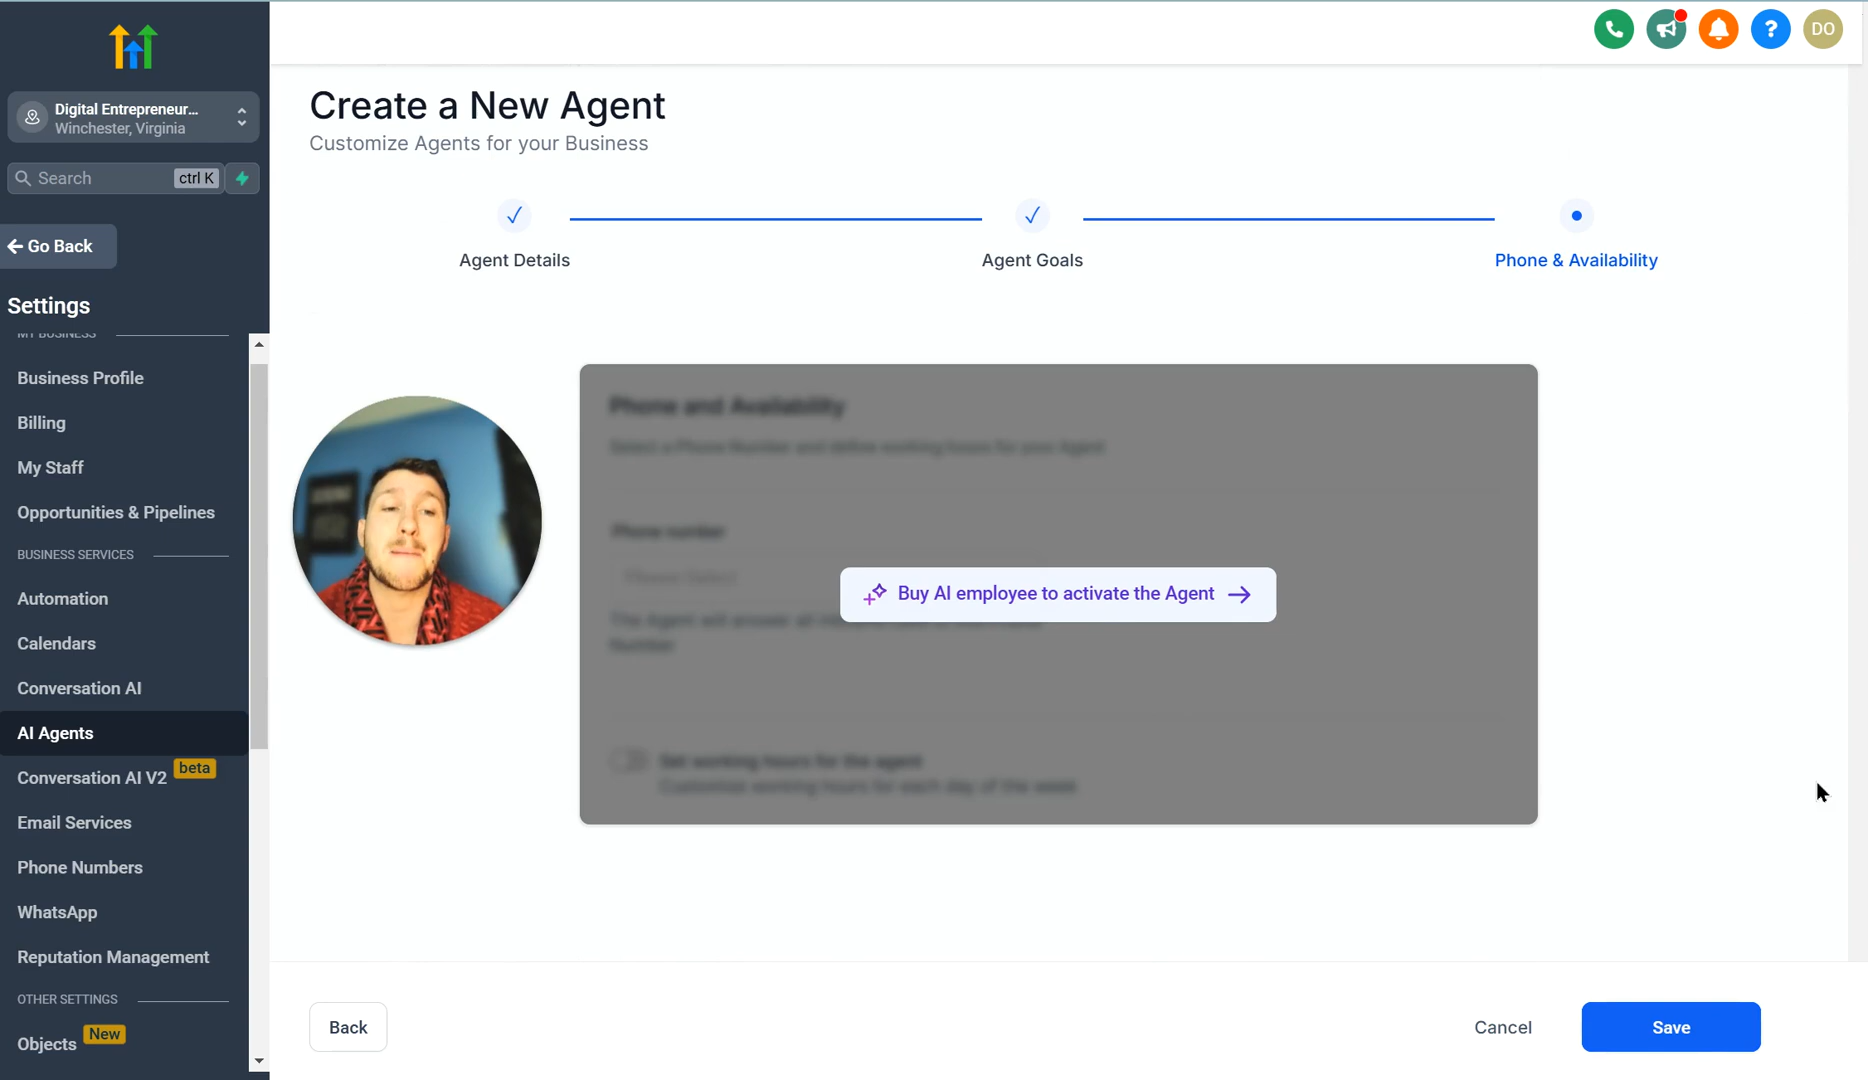 Digital Entrepreneur...
Winchester, Virginia
Search
ctrl K
Go Back
Settings
MY BUSINESS
Business Profile
Billing
My Staff
Opportunities & Pipelines
BUSINESS SERVICES
Automation
Calendars
Conversation AI
AI Agents
Conversation AI V2 beta
Email Services
Phone Numbers
WhatsApp
Reputation Management
OTHER SETTINGS
Objects New
?
DO
Create a New Agent
Customize Agents for your Business
Agent Details
Agent Goals
Phone & Availability
Phone and Availability
Select a Phone Number and define working hours for your Agent
Phone number
Please Select
Buy AI employee to activate the Agent
Number
Set working hours for the agent
Customise working hours for each day of the week
Back
Cancel
Save